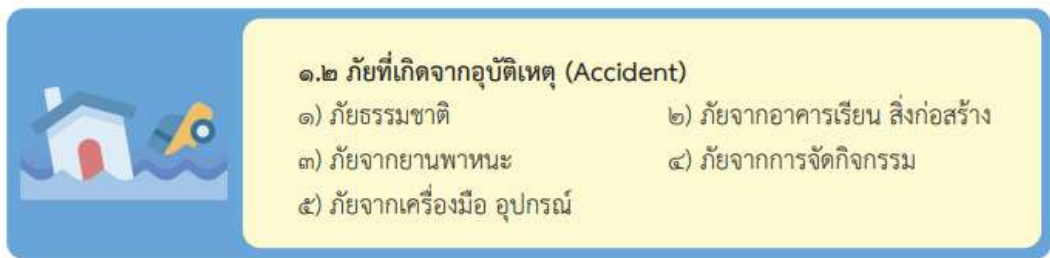 ๑.๒ ภัยที่เกิดจากอุบัติเหตุ (Accident)
๑) ภัยธรรมชาติ ๒) ภัยจากอาคารเรียน สิ่งก่อสร้าง
๓) ภัยจากยานพาหนะ ๔) ภัยจากการจัดกิจกรรม
๕) ภัยจากเครื่องมือ อุปกรณ์